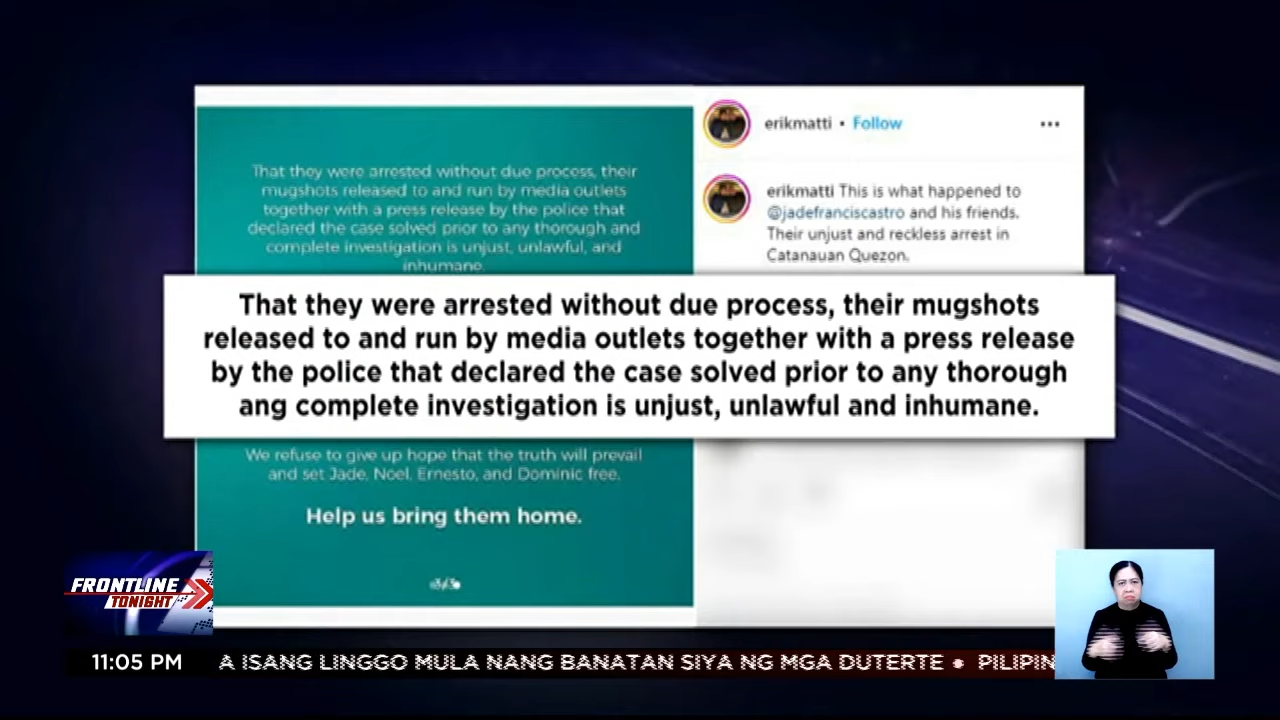 That they were arrested without due process, their
mugshots released to and run by media outlets
together with a press release by the police that
declared the case solved prior to any thorough and
complete investigation is unjust, unlawful, and
inhumane.
erikmatti • Follow
erikmatti This is what happened to
@jadefranciscastro and his friends.
Their unjust and reckless arrest in
Catanauan Quezon.
That they were arrested without due process, their mugshots
released to and run by media outlets together with a press release
by the police that declared the case solved prior to any thorough
ang complete investigation is unjust, unlawful and inhumane.
We refuse to give up hope that the truth will prevail
and set Jade, Noel, Ernesto, and Dominic free.
Help us bring them home.
FRONTLINE
TONIGHT
11:05 PM
A ISANG LINGGO MULA NANG BANATAN SIYA NG MGA DUTERTE • PILIPIN